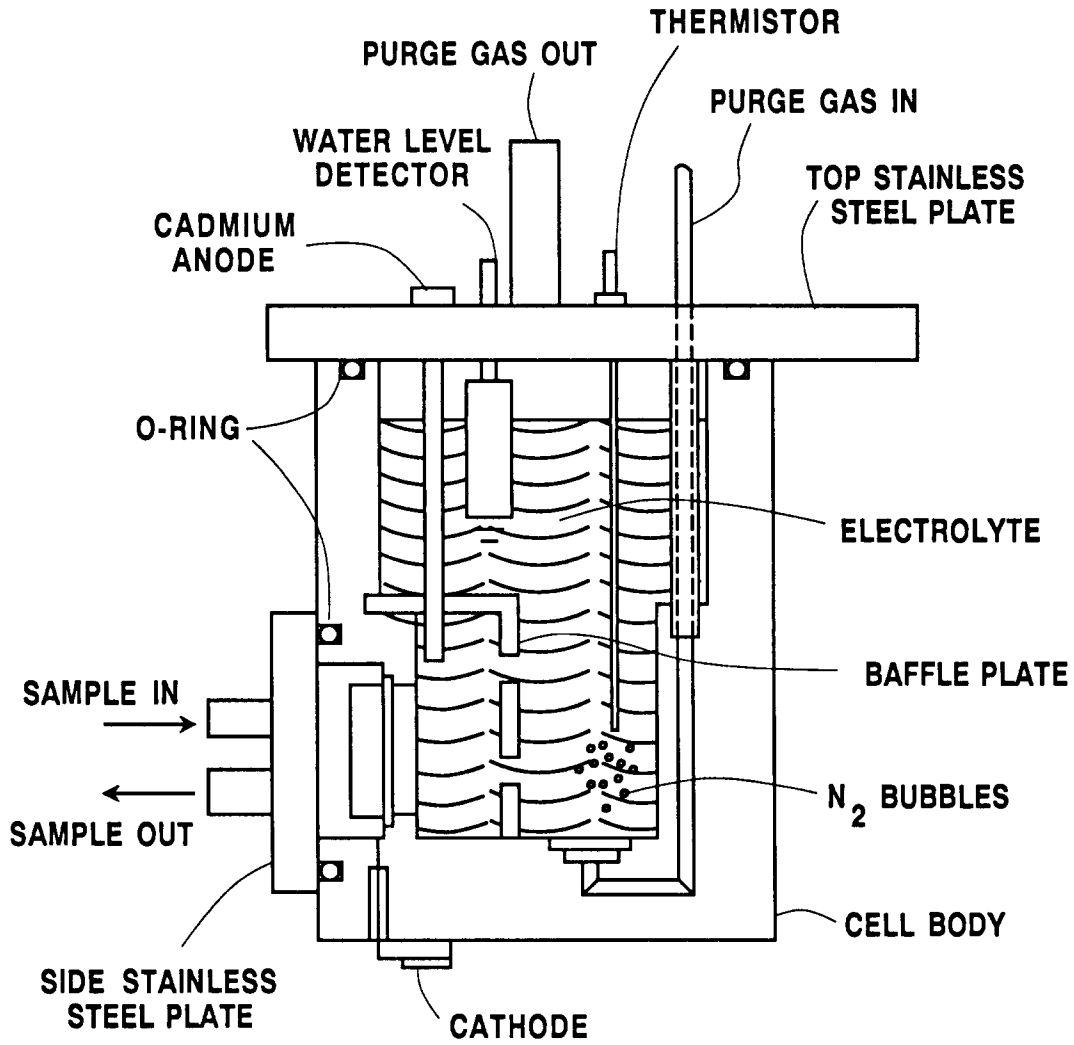 THERMISTOR
PURGE GAS OUT
PURGE GAS IN
WATER LEVEL
DETECTOR
TOP STAINLESS
STEEL PLATE
CADMIUM
ANODE
O-RING
ELECTROLYTE
BAFFLE PLATE
SAMPLE IN
N2 BUBBLES
SAMPLE OUT
CELL BODY
SIDE STAINLESS
STEEL PLATE
CATHODE